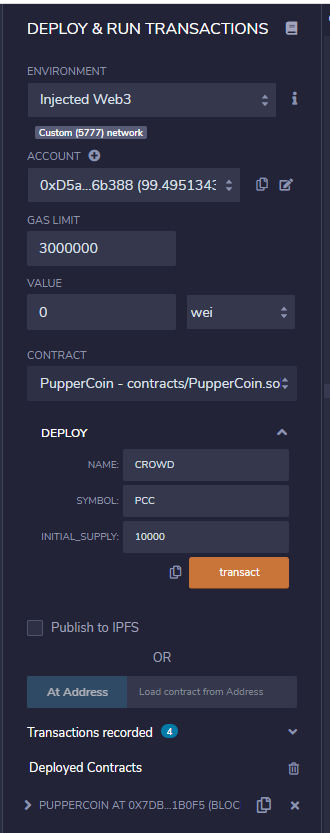 DEPLOY & RUN TRANSACTIONS
ENVIRONMENT
Injected Web3
Custom (5777) network
ACCOUNT
0xD5a...6b388 (99.4951343
GAS LIMIT
3000000
VALUE
0 wei
CONTRACT
PupperCoin - contracts/PupperCoin.so
DEPLOY
NAME: CROWD
SYMBOL: PCC
INITIAL_SUPPLY: 10000
transact
Publish to IPFS
OR
At Address Load contract from Address
Transactions recorded 4
Deployed Contracts
PUPPERCOIN AT 0X7DB...1B0F5 (BLOC